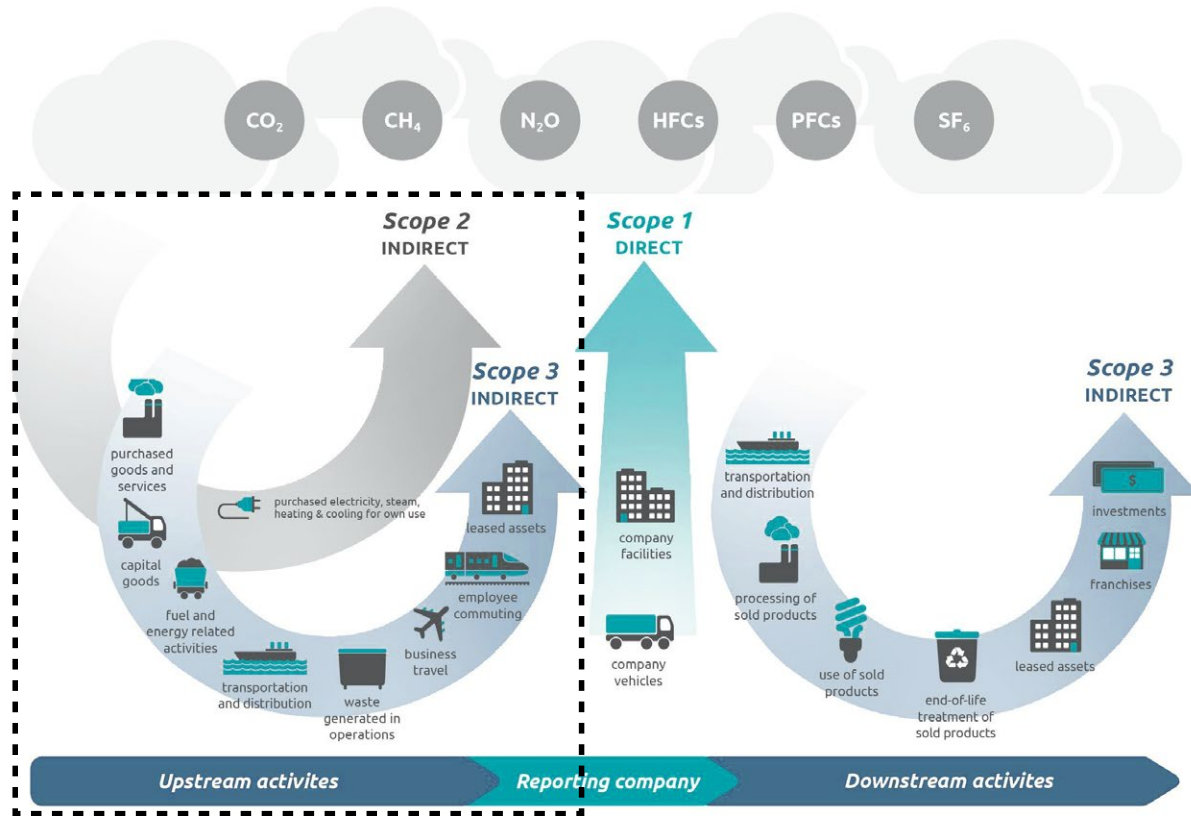 CO₂
CH₄
N₂O
HFCs
PFCs
SF₆
Scope 2
INDIRECT
Scope 1
DIRECT
Scope 3
INDIRECT
Scope 3
INDIRECT
purchased
goods and
services
capital
goods
fuel and
energy related
activities
purchased electricity, steam,
heating & cooling for own use
transportation
and distribution
waste
generated in
operations
business
travel
employee
commuting
leased assets
company
facilities
company
vehicles
transportation
and distribution
processing of
sold products
use of sold
products
end-of-life
treatment of
sold products
leased assets
franchises
$
investments
Upstream activites
Reporting company
Downstream activites